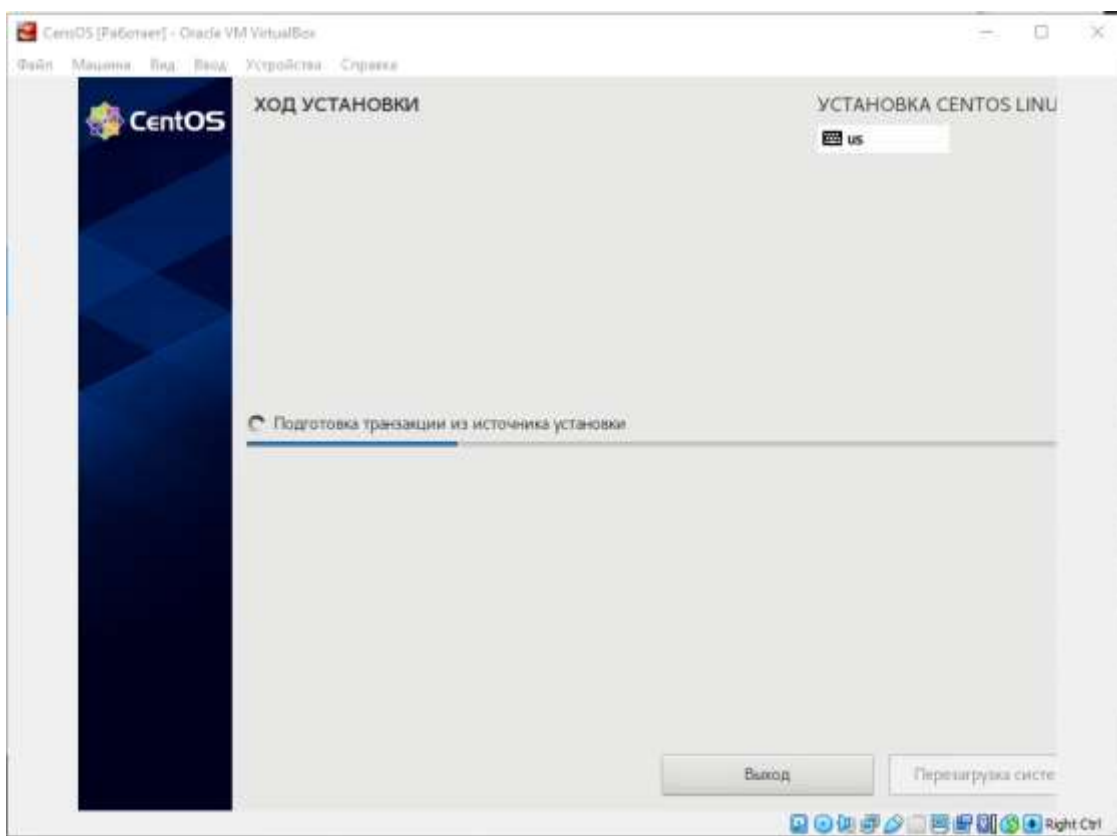 CensOS [Работает] - Oracle VM VirtualBox
Файл Машина Вид Ввод Устройства Справка
CentOS
ХОД УСТАНОВКИ
УСТАНОВКА CENTOS LINU
us
Подготовка транзакции из источника установки
Выход
Перезагрузка систе
Right Ctrl